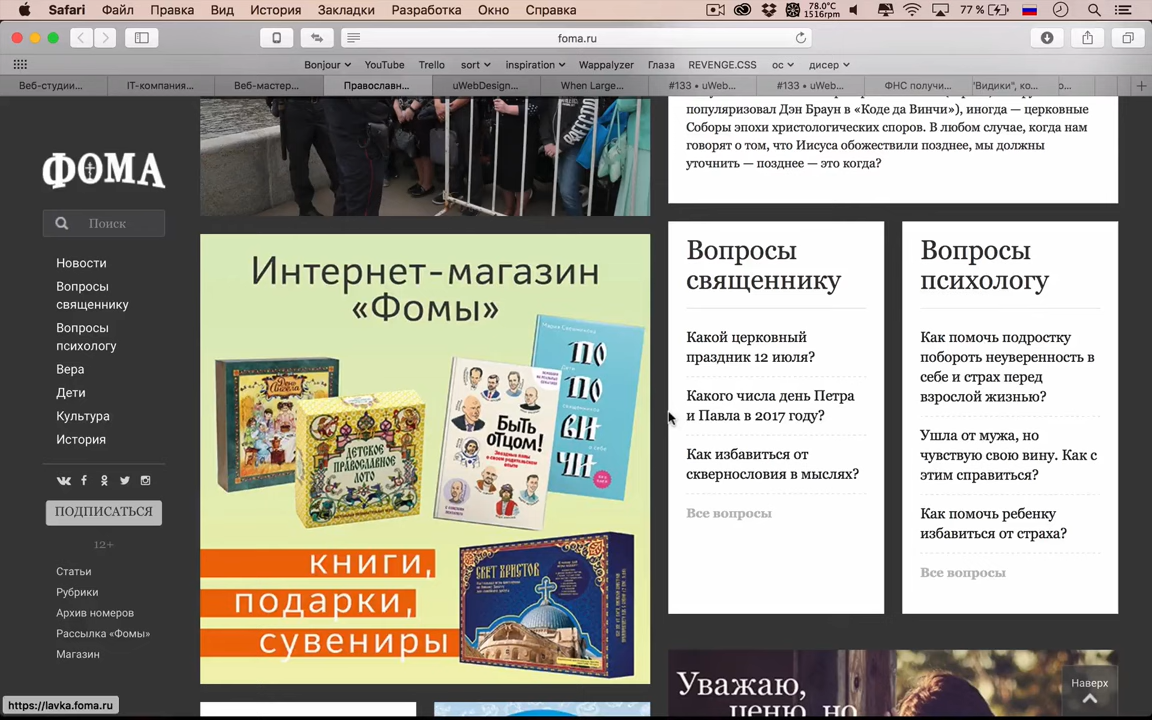 Safari Файл Правка Вид История Закладки Разработка Окно Справка
78.0°C
1516rpm
77 %
foma.ru
Bonjour YouTube Trello sort inspiration Wappalyzer Глаза REVENGE.CSS ос дисер
Веб-студии... IT-компания... Веб-мастер... Православн... uWebDesign... When Large... #133 • uWeb... #133 • uWeb... ФНС получи... "Видики", ко...
популяризовал Дэн Браун в «Коде да Винчи»), иногда — церковные
Соборы эпохи христологических споров. В любом случае, когда нам
говорят о том, что Иисуса обожествили позднее, мы должны
уточнить — позднее — это когда?
ФОМА
Поиск
Новости
Вопросы
священнику
Вопросы
психологу
Вера
Дети
Культура
История
ПОДПИСАТЬСЯ
12+
Статьи
Рубрики
Архив номеров
Рассылка «Фомы»
Магазин
Интернет-магазин
«Фомы»
ПО
ПО
ВИ
ЧИ
БЫТЬ
ОТЦОМ!
ДЕТСКОЕ
ПРАВОСЛАВНОЕ
ЛОТО
СВЕТ ХРИСТОВ
книги,
подарки,
сувениры
Вопросы
священнику
Какой церковный
праздник 12 июля?
Какого числа день Петра
и Павла в 2017 году?
Как избавиться от
сквернословия в мыслях?
Все вопросы
Вопросы
психологу
Как помочь подростку
побороть неуверенность в
себе и страх перед
взрослой жизнью?
Ушла от мужа, но
чувствую свою вину. Как с
этим справиться?
Как помочь ребенку
избавиться от страха?
Все вопросы
Уважаю,
ценю, но
Наверх
https://lavka.foma.ru